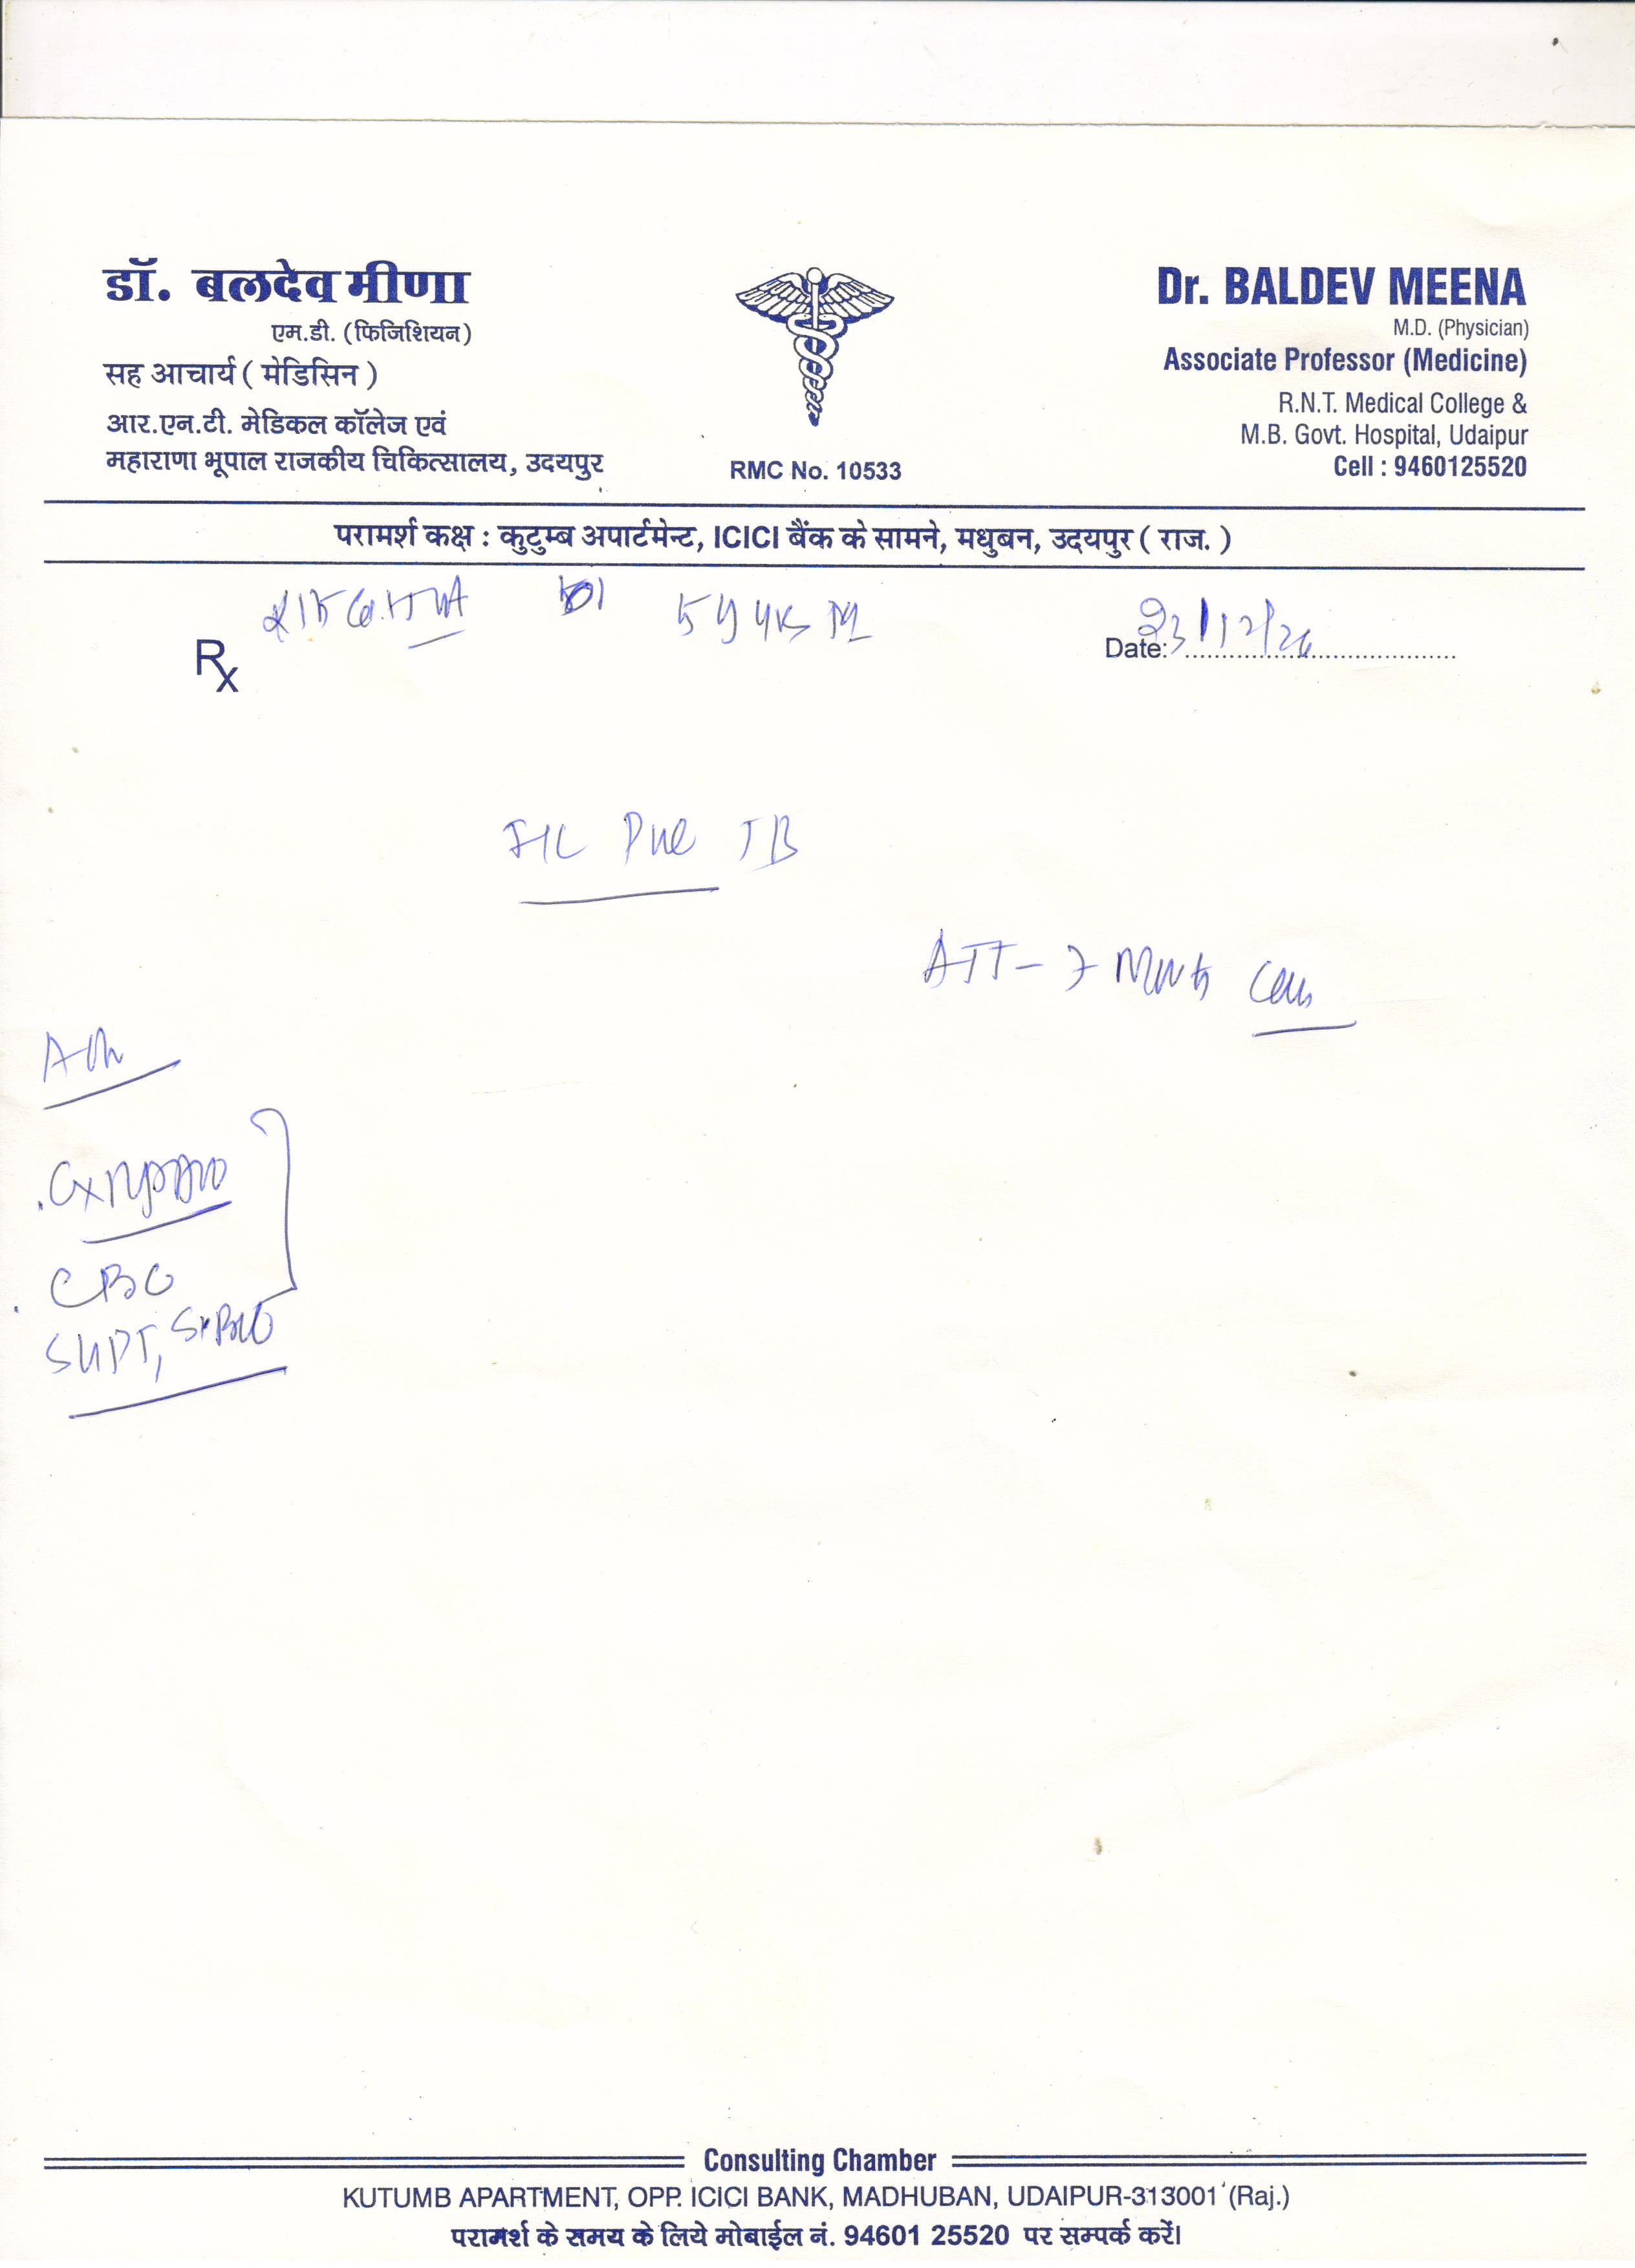 डॉ. बलदेव मीणा
एम.डी. (फिजिशियन)
सह आचार्य ( मेडिसिन )
आर.एन.टी. मेडिकल कॉलेज एवं
महाराणा भूपाल राजकीय चिकित्सालय, उदयपुर
RMC No. 10533
Dr. BALDEV MEENA
M.D. (Physician)
Associate Professor (Medicine)
R.N.T. Medical College &
M.B. Govt. Hospital, Udaipur
Cell : 9460125520
परामर्श कक्ष : कुटुम्ब अपार्टमेन्ट, ICICI बैंक के सामने, मधुबन, उदयपुर ( राज. )
Rx
Date: 23/12/
TB
ATT -
CBC
Consulting Chamber
KUTUMB APARTMENT, OPP. ICICI BANK, MADHUBAN, UDAIPUR-313001 (Raj.)
परामर्श के समय के लिये मोबाईल नं. 94601 25520 पर सम्पर्क करें।